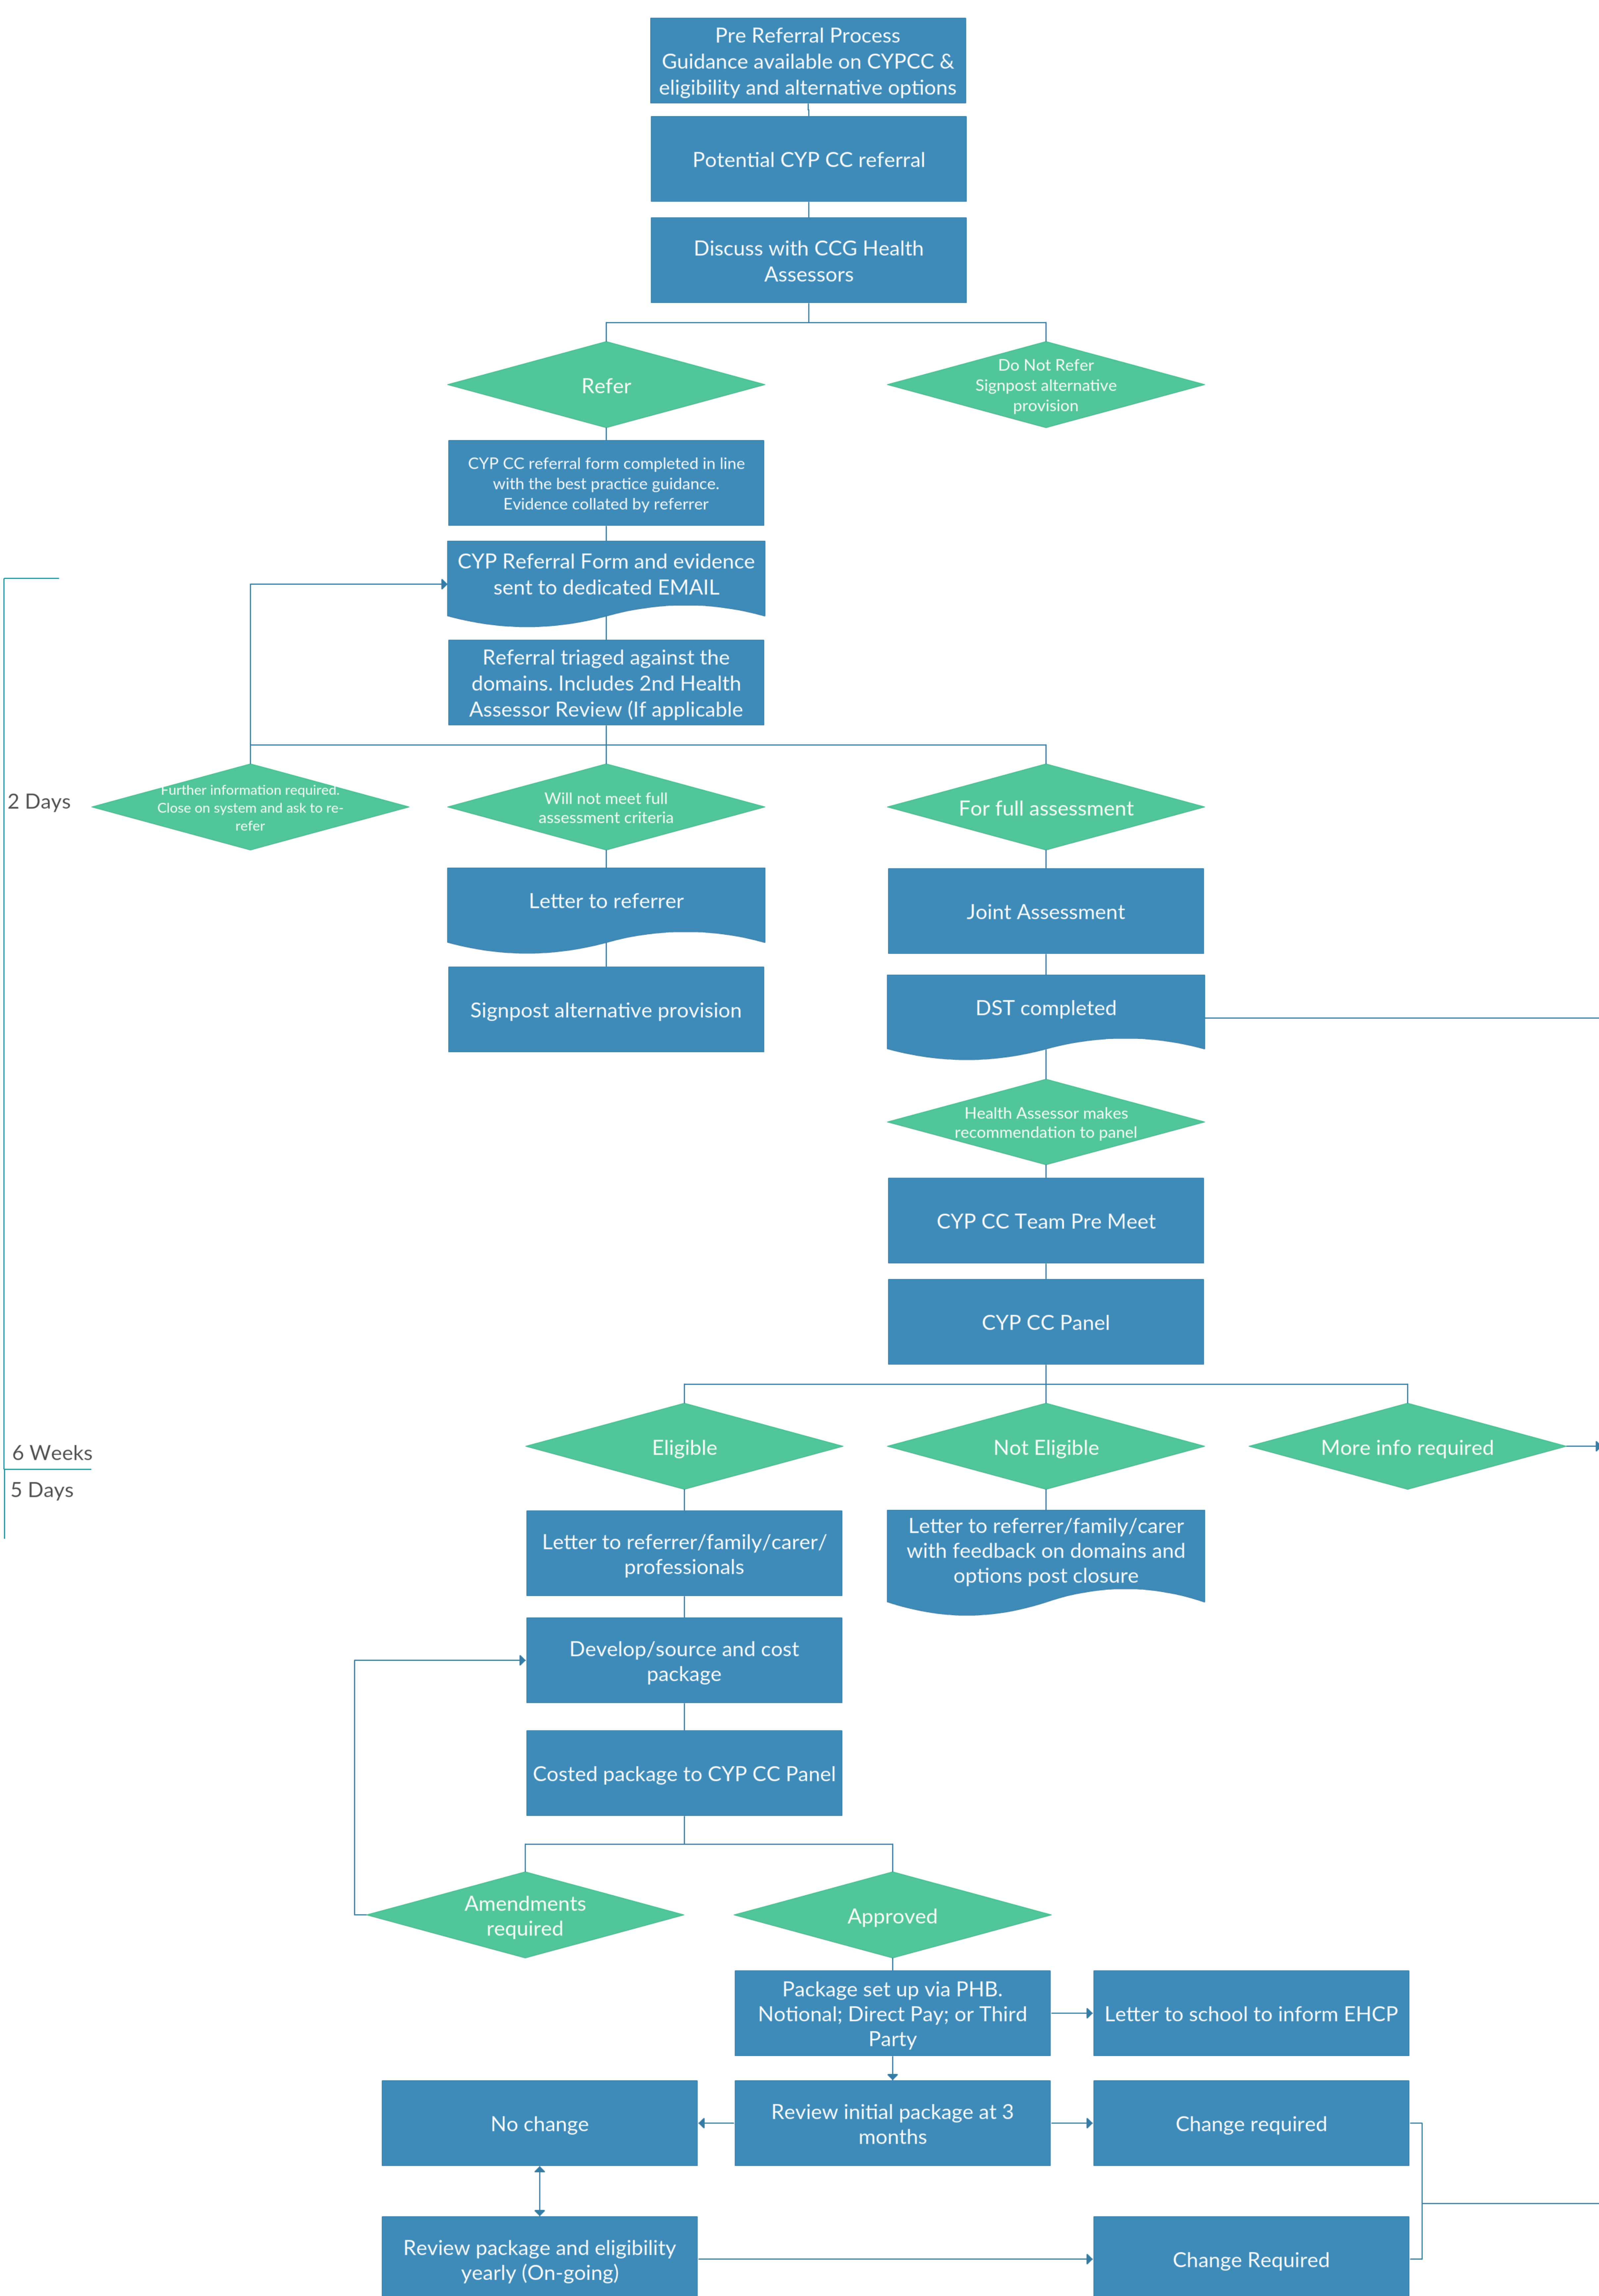 Pre Referral Process
Guidance available on CYPCC &
eligibility and alternative options
Potential CYP CC referral
Discuss with CCG Health
Assessors
Refer
Do Not Refer
Signpost alternative
provision
CYP CC referral form completed in line
with the best practice guidance.
Evidence collated by referrer
CYP Referral Form and evidence
sent to dedicated EMAIL
Referral triaged against the
domains. Includes 2nd Health
Assessor Review (If applicable
2 Days
Further information required.
Close on system and ask to re-
refer
Will not meet full
assessment criteria
For full assessment
Letter to referrer
Joint Assessment
Signpost alternative provision
DST completed
Health Assessor makes
recommendation to panel
CYP CC Team Pre Meet
CYP CC Panel
6 Weeks
5 Days
Eligible
Not Eligible
More info required
Letter to referrer/family/carer/
professionals
Letter to referrer/family/carer
with feedback on domains and
options post closure
Develop/source and cost
package
Costed package to CYP CC Panel
Amendments
required
Approved
Package set up via PHB.
Notional; Direct Pay; or Third
Party
Letter to school to inform EHCP
No change
Review initial package at 3
months
Change required
Review package and eligibility
yearly (On-going)
Change Required